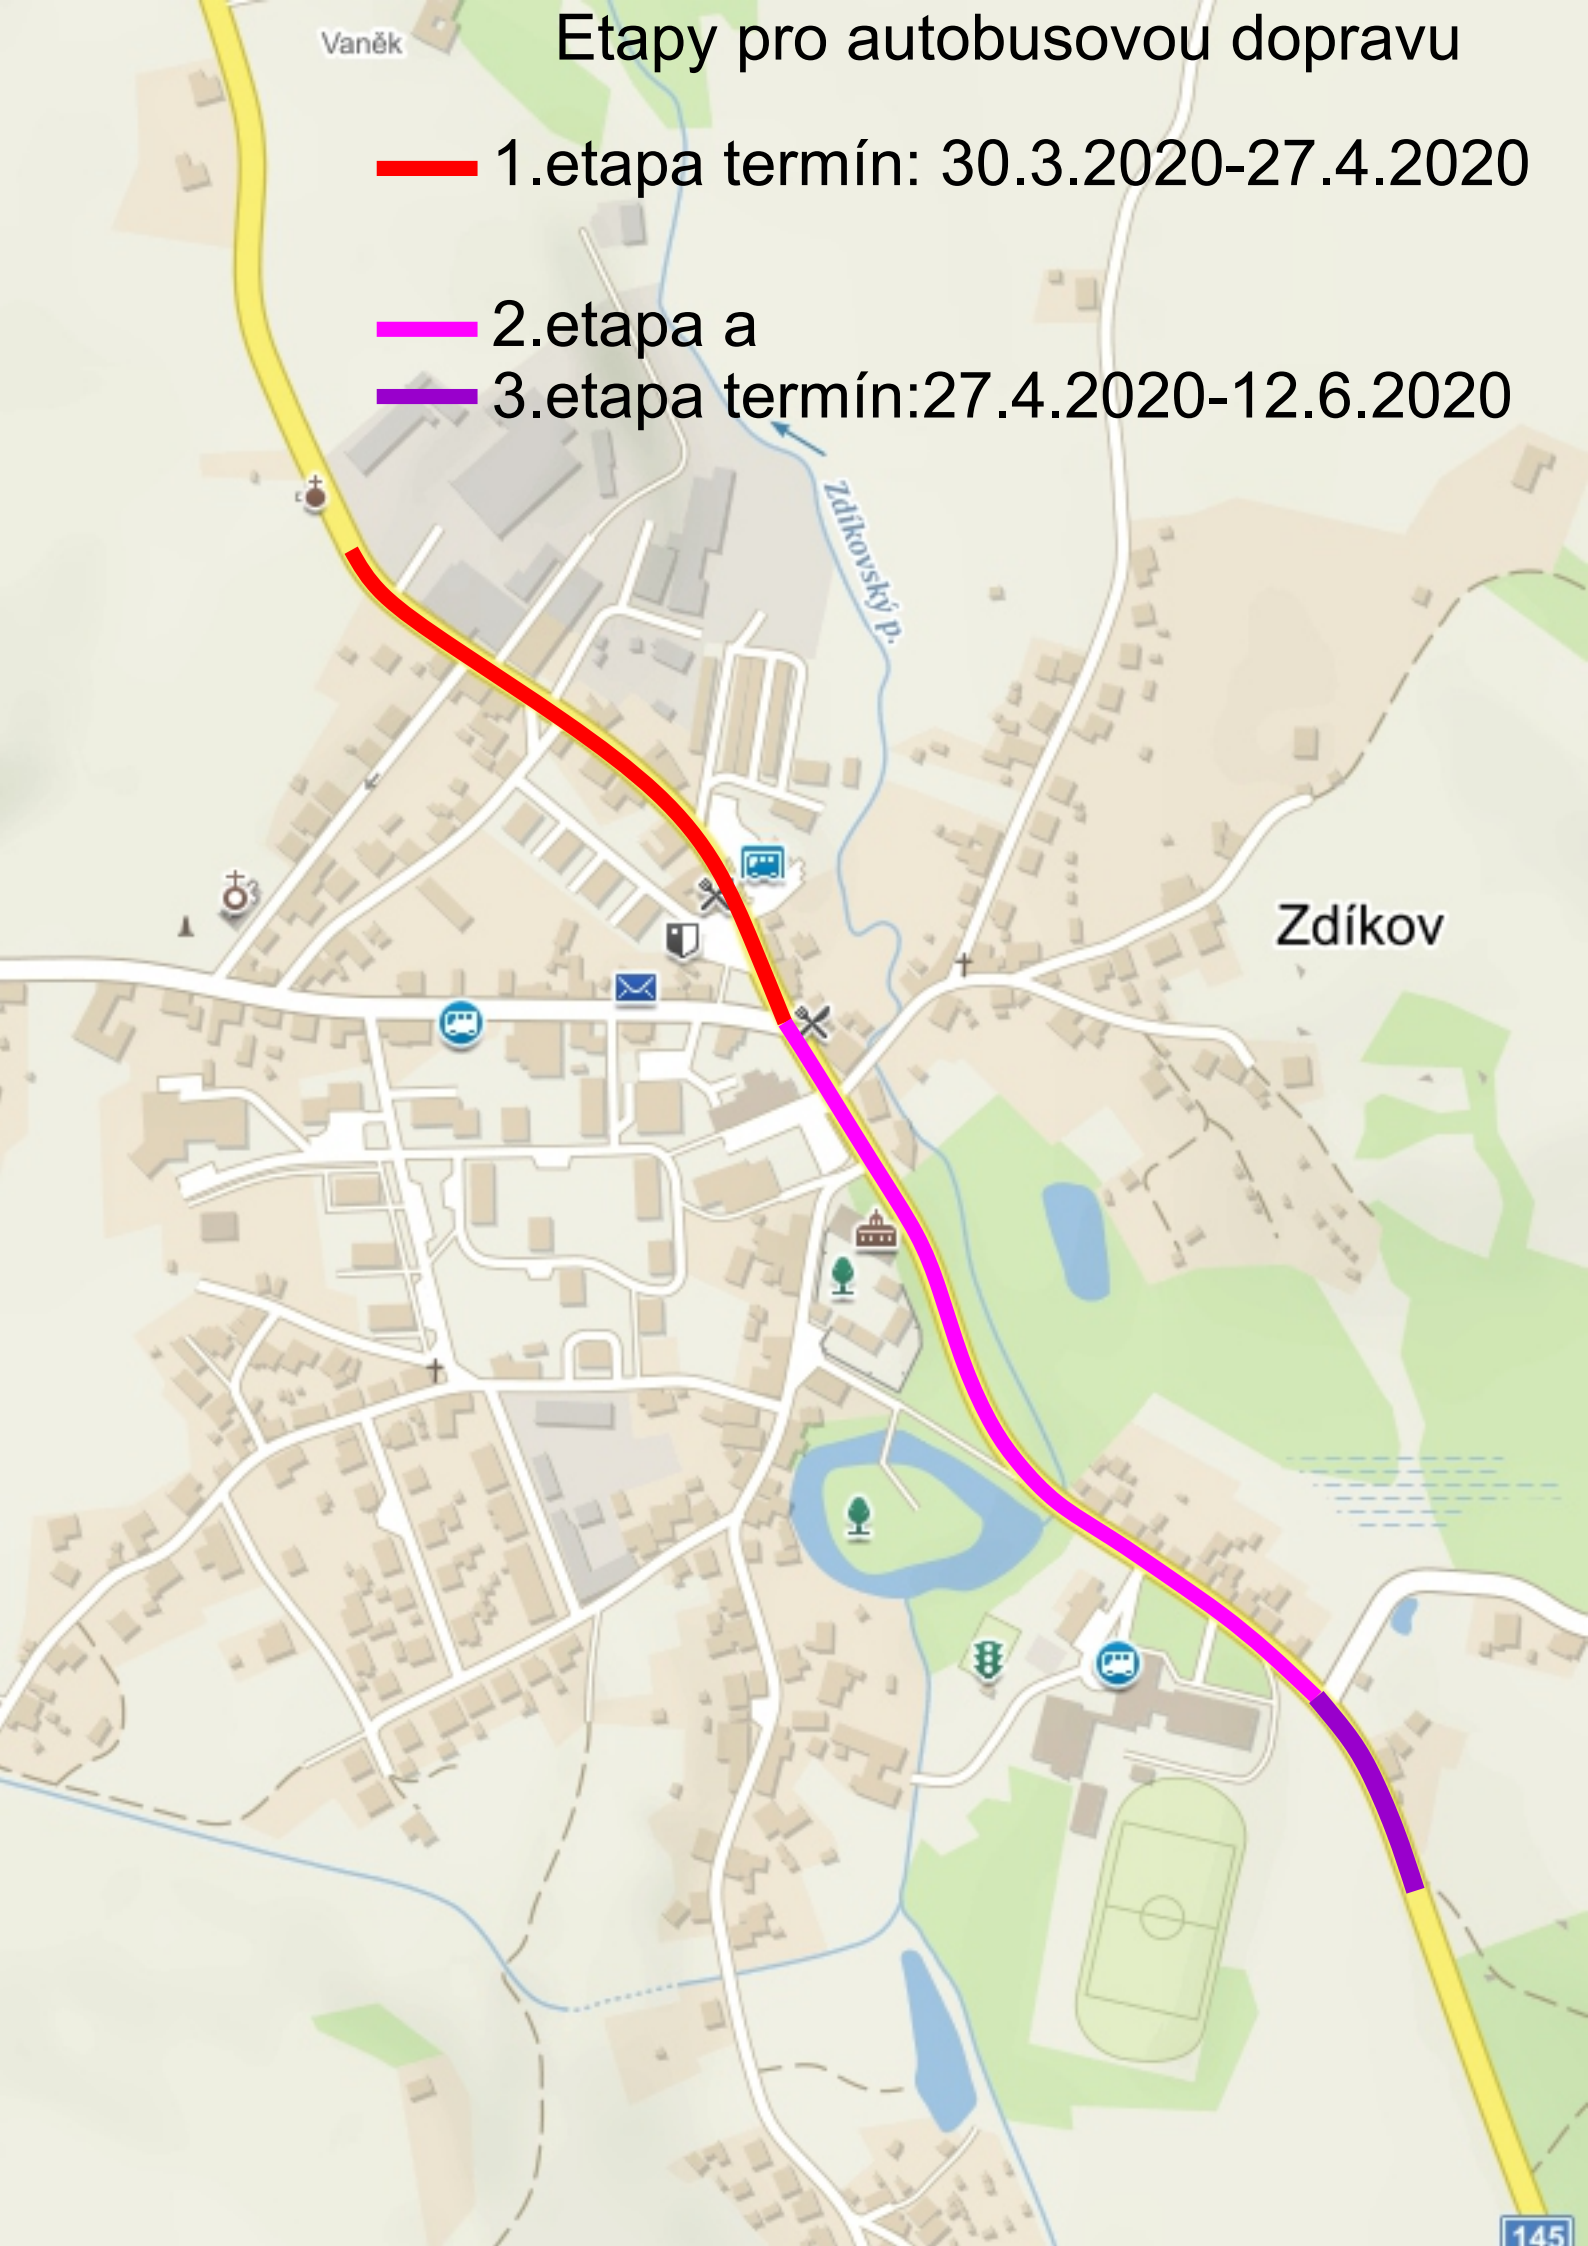 Vaněk
Etapy pro autobusovou dopravu
1.etapa termín: 30.3.2020-27.4.2020
2.etapa a
3.etapa termín:27.4.2020-12.6.2020
Zdíkovský p.
Zdíkov
145